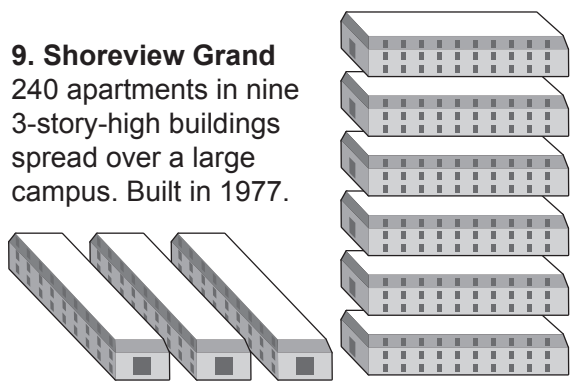 9. Shoreview Grand
240 apartments in nine
3-story-high buildings
spread over a large
campus. Built in 1977.